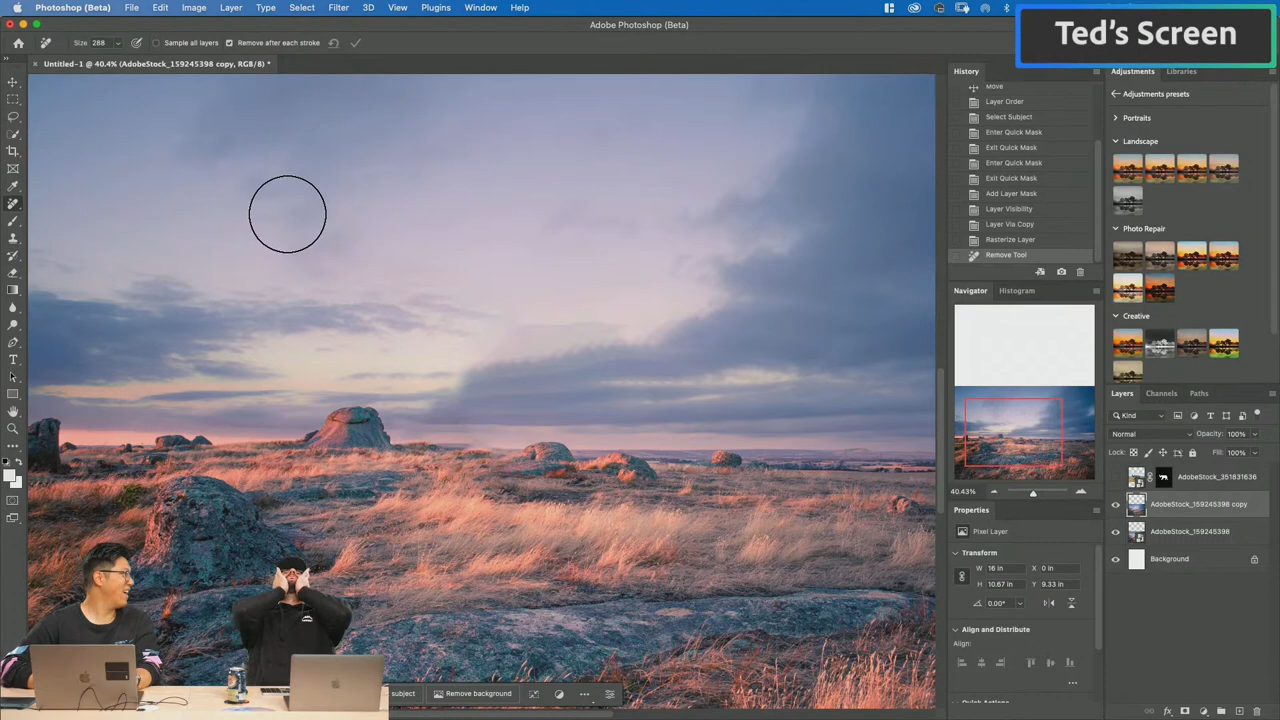 Photoshop (Beta) File Edit Image Layer Type Select Filter 3D View Plugins Window Help
Adobe Photoshop (Beta)
Ted's Screen
Size 288 Sample all layers Remove after each stroke
Untitled-1 @ 40.4% (AdobeStock_159245398 copy, RGB/8) *
History
Move
Layer Order
Select Subject
Enter Quick Mask
Exit Quick Mask
Enter Quick Mask
Exit Quick Mask
Add Layer Mask
Layer Visibility
Layer Via Copy
Rasterize Layer
Remove Tool
Navigator Histogram
40.43%
Properties
Pixel Layer
Transform
W 16 in X 0 in
H 10.67 in Y 9.33 in
0.00°
Align and Distribute
Align:
Adjustments Libraries
Adjustments presets
Portraits
Landscape
Photo Repair
Creative
Layers Channels Paths
Kind
Normal Opacity: 100%
Lock: Fill: 100%
AdobeStock_351831636
AdobeStock_159245398 copy
AdobeStock_159245398
Background
subject Remove background